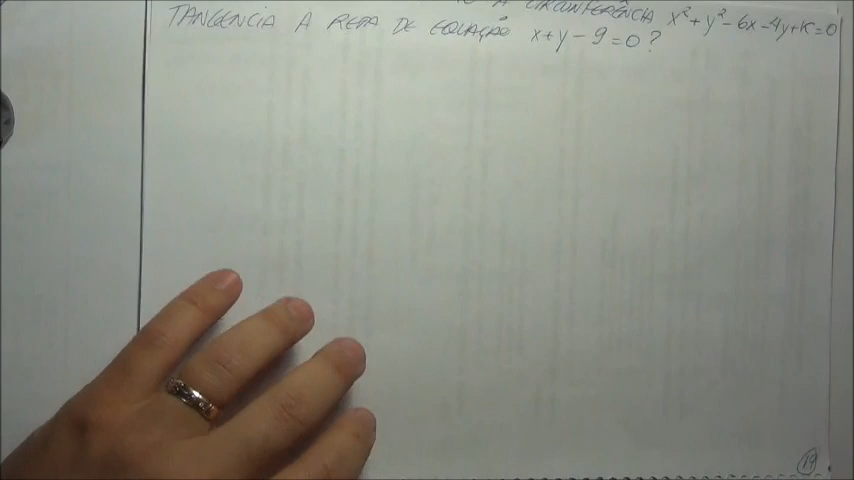 A CIRCUNFERÊNCIA x²+y²-6x-4y+K=0
TANGENCIA A RETA DE EQUAÇÃO x+y-9=0?
19